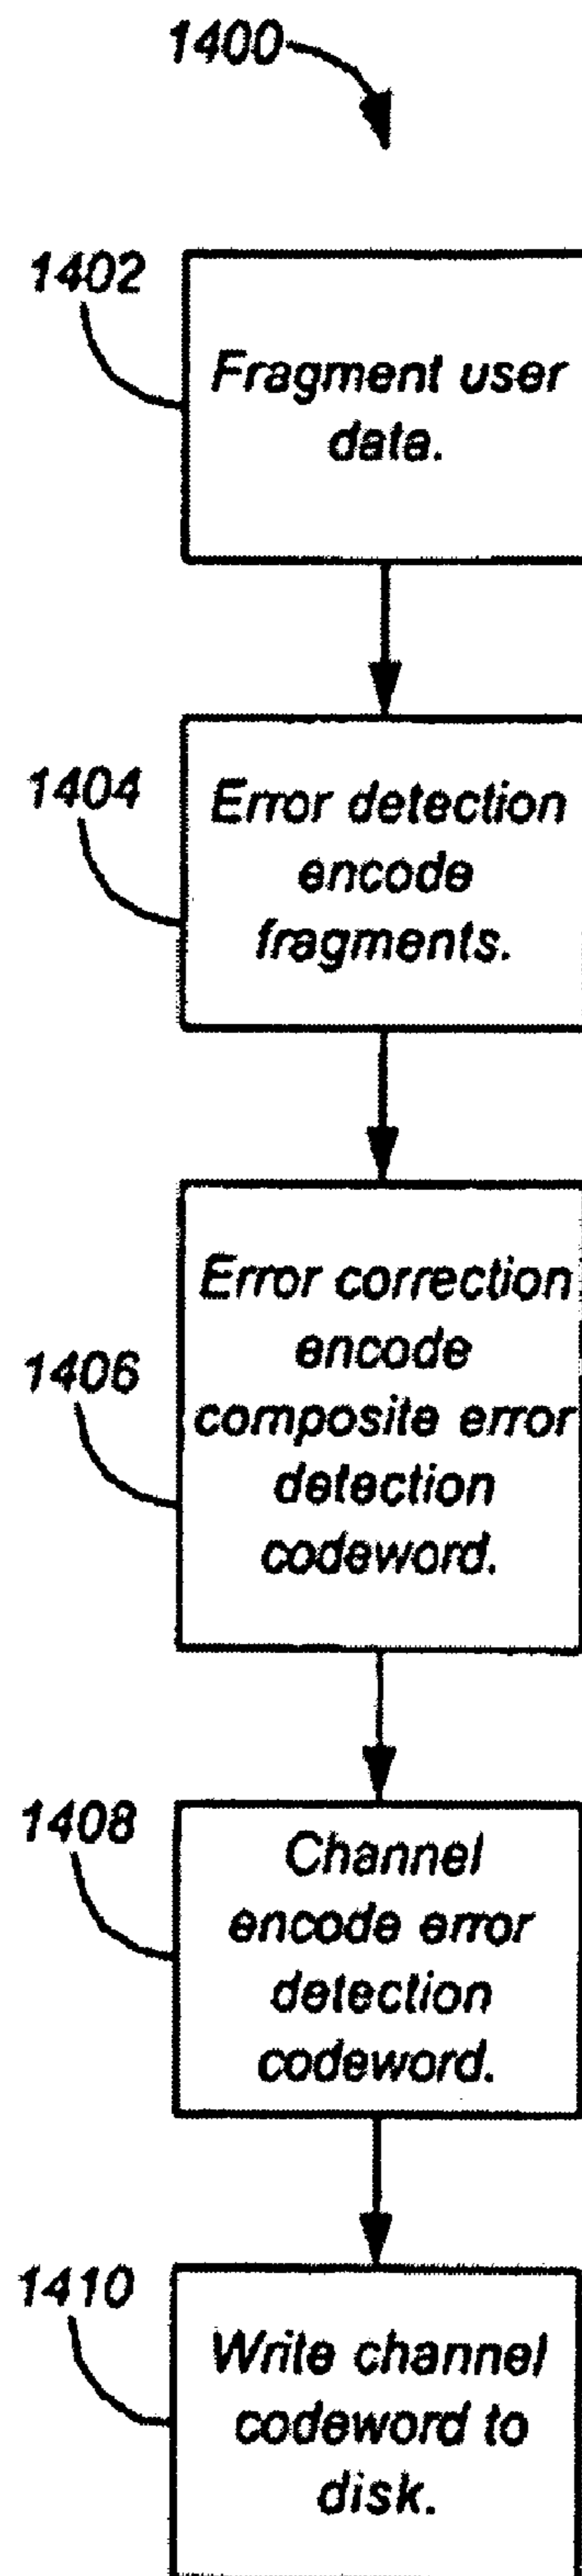 1400
1402
Fragment user
data.
1404
Error detection
encode
fragments.
1406
Error correction
encode
composite error
detection
codeword.
1408
Channel
encode error
detection
codeword.
1410
Write channel
codeword to
disk.